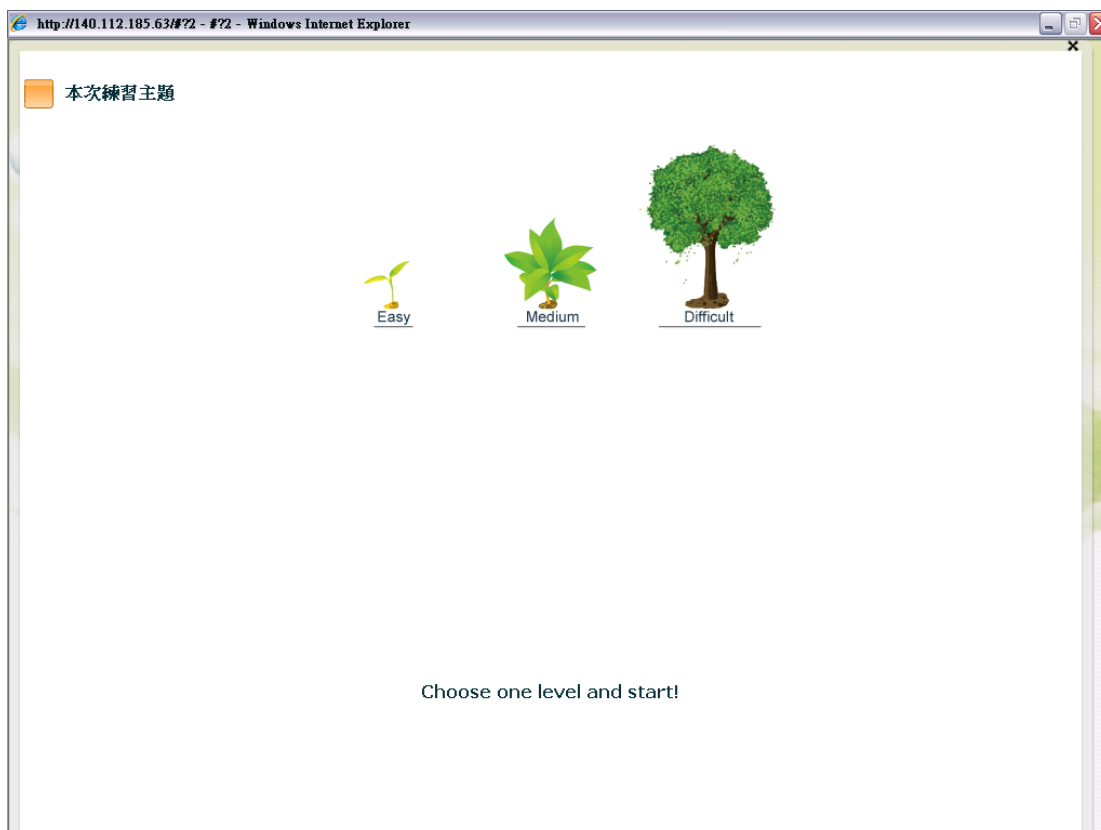 http://140.112.185.63/#?2 - #?2 - Windows Internet Explorer
本次練習主題
Easy
Medium
Difficult
Choose one level and start!